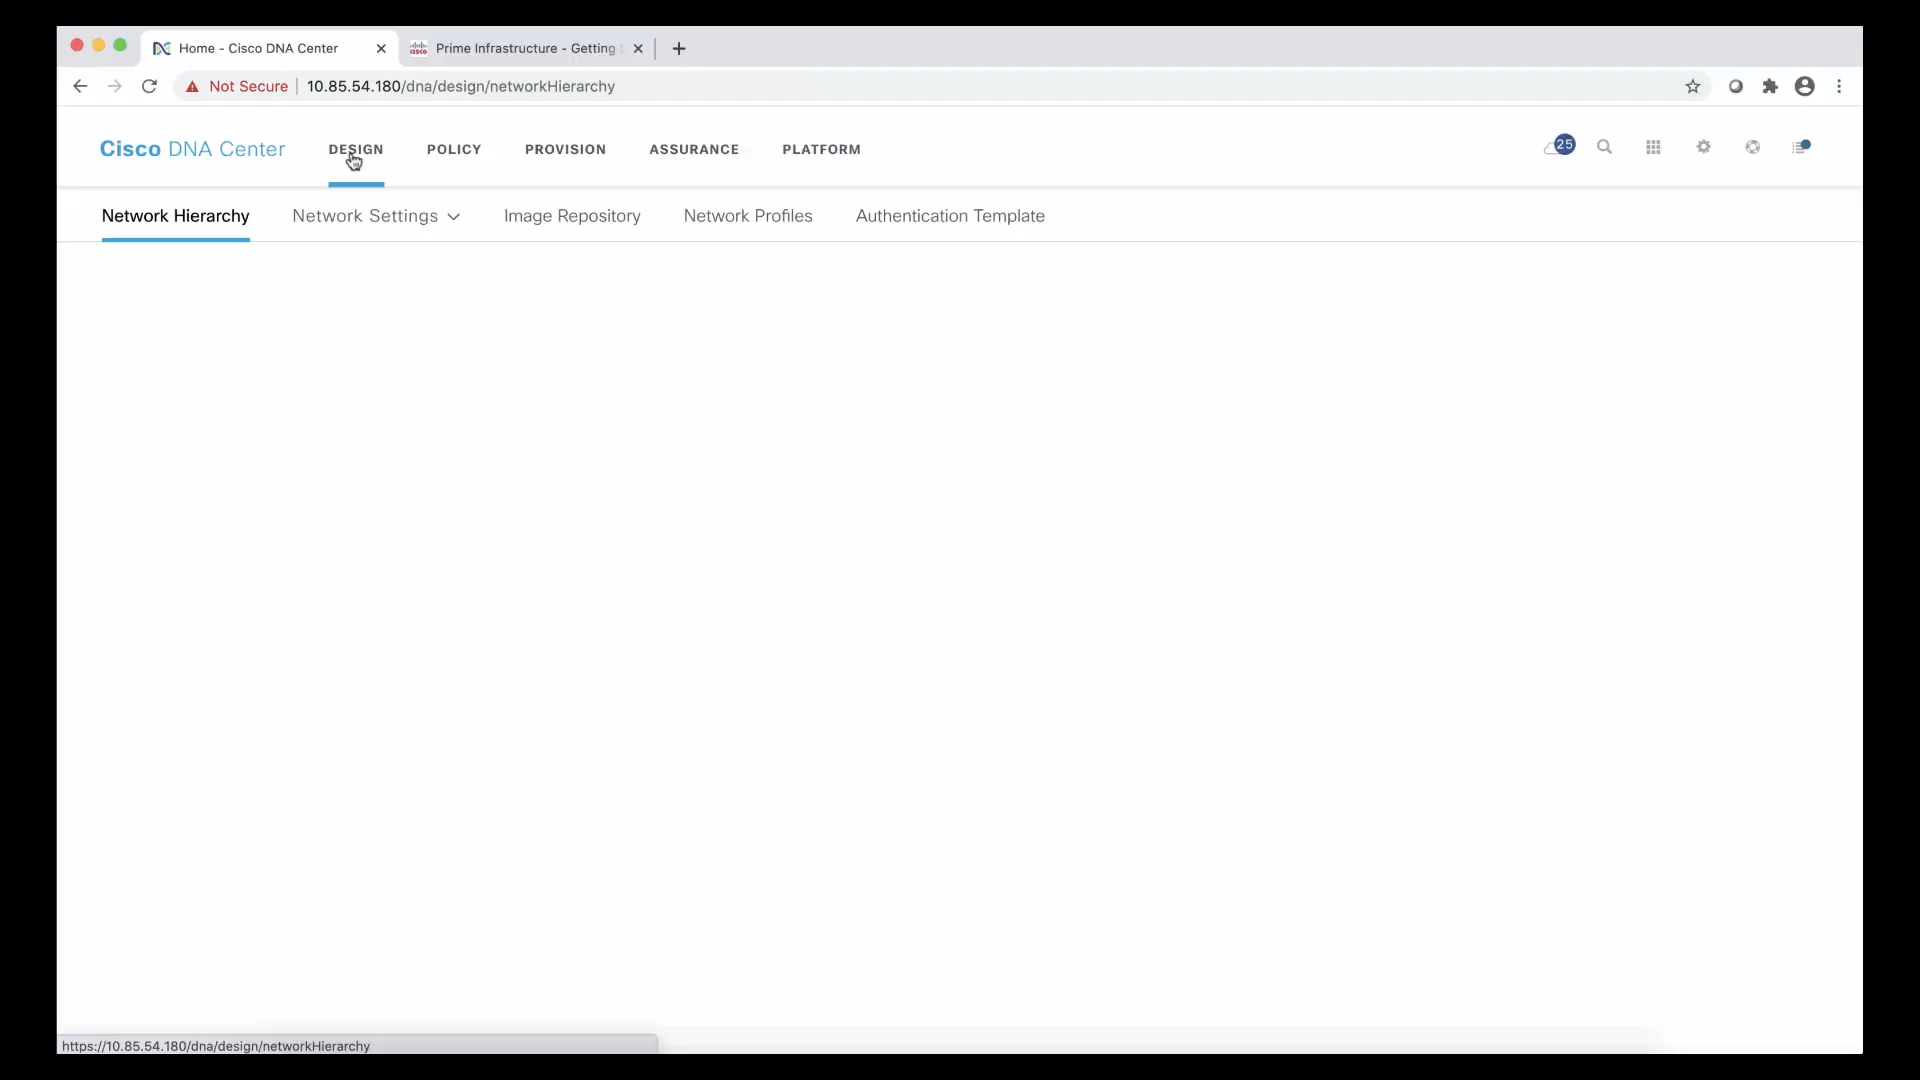 Home - Cisco DNA Center
Prime Infrastructure - Getting
Not Secure | 10.85.54.180/dna/design/networkHierarchy
Cisco DNA Center DESIGN POLICY PROVISION ASSURANCE PLATFORM 25
Network Hierarchy Network Settings Image Repository Network Profiles Authentication Template
https://10.85.54.180/dna/design/networkHierarchy